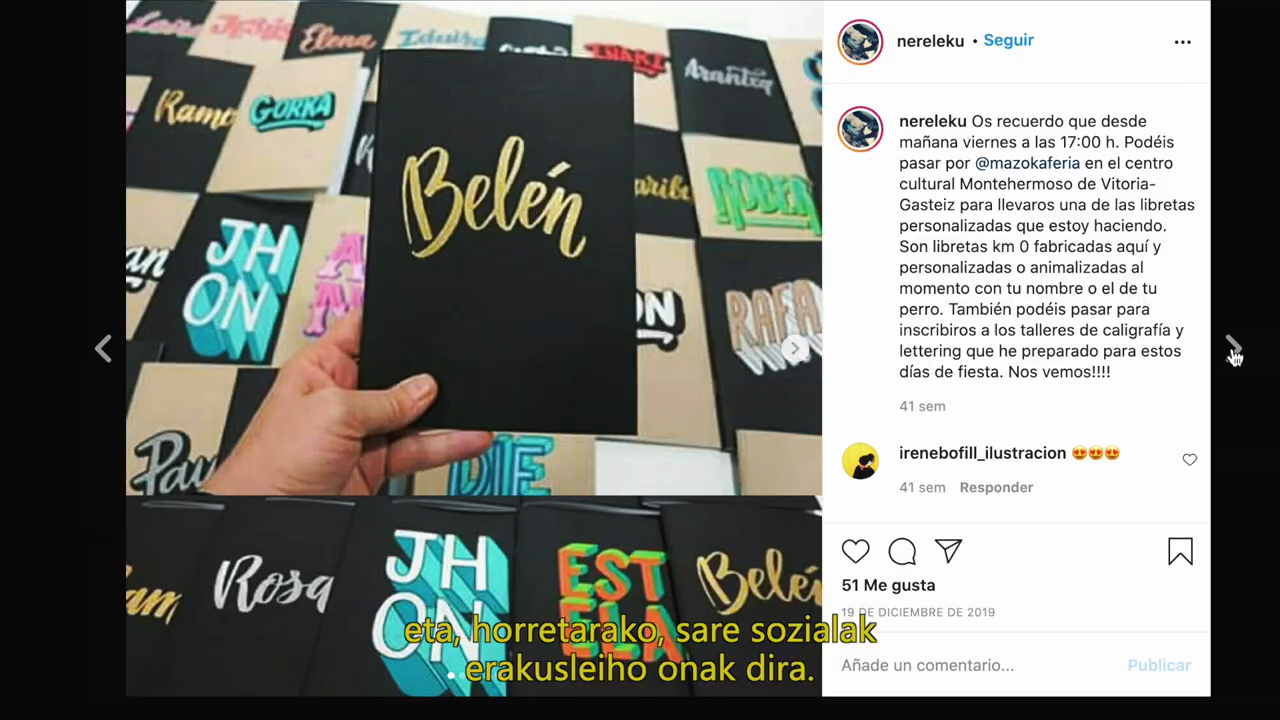 Elena
Arantxa
GORKA
Belén
JH
ON
RAFA
DIE
Rosa
JH
ON
EST
ELA
Belén
nereleku • Seguir
nereleku Os recuerdo que desde
mañana viernes a las 17:00 h. Podéis
pasar por @mazokaferia en el centro
cultural Montehermoso de Vitoria-
Gasteiz para llevaros una de las libretas
personalizadas que estoy haciendo.
Son libretas km 0 fabricadas aquí y
personalizadas o animalizadas al
momento con tu nombre o el de tu
perro. También podéis pasar para
inscribiros a los talleres de caligrafía y
lettering que he preparado para estos
días de fiesta. Nos vemos!!!!
41 sem
irenebofill_ilustracion 😍😍😍
41 sem Responder
51 Me gusta
19 DE DICIEMBRE DE 2019
Añade un comentario... Publicar
eta, horretarako, sare sozialak
erakusleiho onak dira.